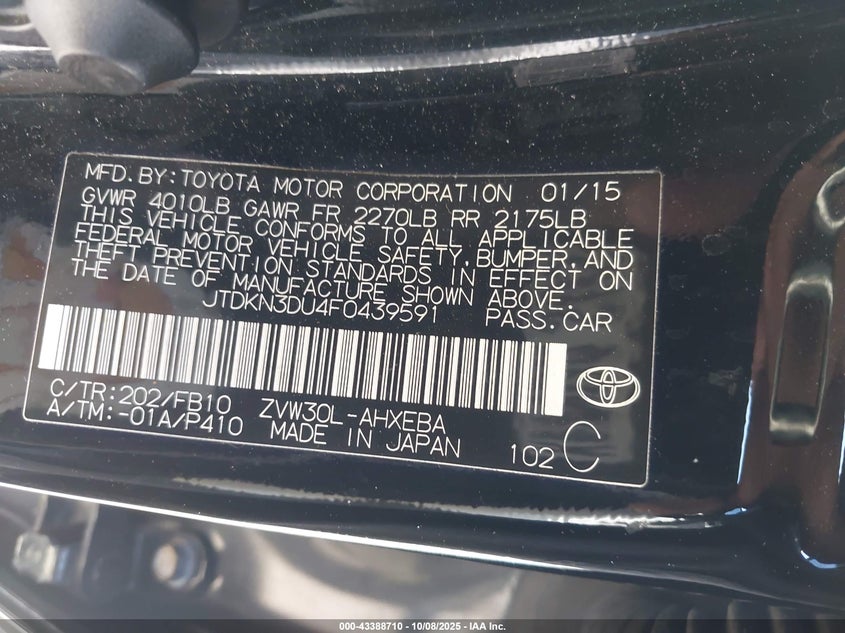 MFD. BY: TOYOTA MOTOR CORPORATION 01/15
GVWR 4010LB GAWR FR 2270LB RR 2175LB
THIS VEHICLE CONFORMS TO ALL APPLICABLE
FEDERAL MOTOR VEHICLE SAFETY, BUMPER, AND
THEFT PREVENTION STANDARDS IN EFFECT ON
THE DATE OF MANUFACTURE SHOWN ABOVE.
JTDKN3DU4F0439591 PASS. CAR
C/TR: 202/FB10 ZVW30L-AHXEBA
A/TM: -01A/P410 MADE IN JAPAN 102 C
000-43388710 - 10/08/2025 - IAA Inc.